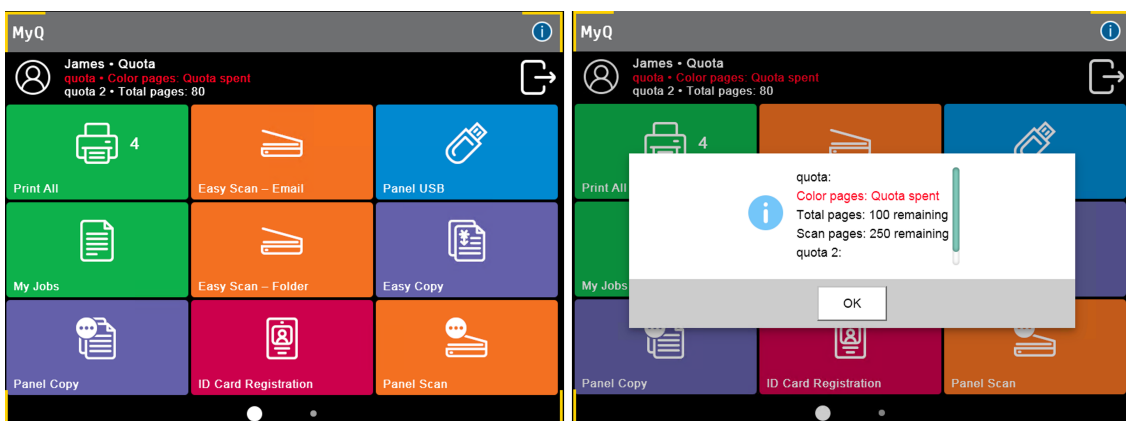 MyQ
James • Quota
quota • Color pages: Quota spent
quota 2 • Total pages: 80
4
Print All
Easy Scan – Email
Panel USB
My Jobs
Easy Scan – Folder
Easy Copy
Panel Copy
ID Card Registration
Panel Scan
MyQ
James • Quota
quota • Color pages: Quota spent
quota 2 • Total pages: 80
4
Print All
quota:
Color pages: Quota spent
Total pages: 100 remaining
Scan pages: 250 remaining
quota 2:
My Jobs
OK
Panel Copy
ID Card Registration
Panel Scan